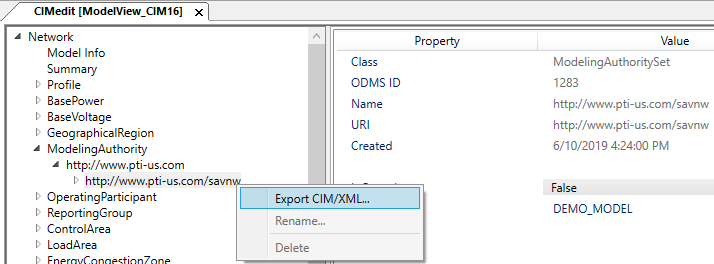 CIMedit [ModelView_CIM16]
Network
Model Info
Summary
Profile
BasePower
BaseVoltage
GeographicalRegion
ModelingAuthority
http://www.pti-us.com
http://www.pti-us.com/savnw
OperatingParticipant
ReportingGroup
ControlArea
LoadArea
EnergyCongestionZone
Export CIM/XML...
Rename...
Delete
Property Value
Class ModelingAuthoritySet
ODMS ID 1283
Name http://www.pti-us.com/savnw
URI http://www.pti-us.com/savnw
Created 6/10/2019 4:24:00 PM
False
DEMO_MODEL